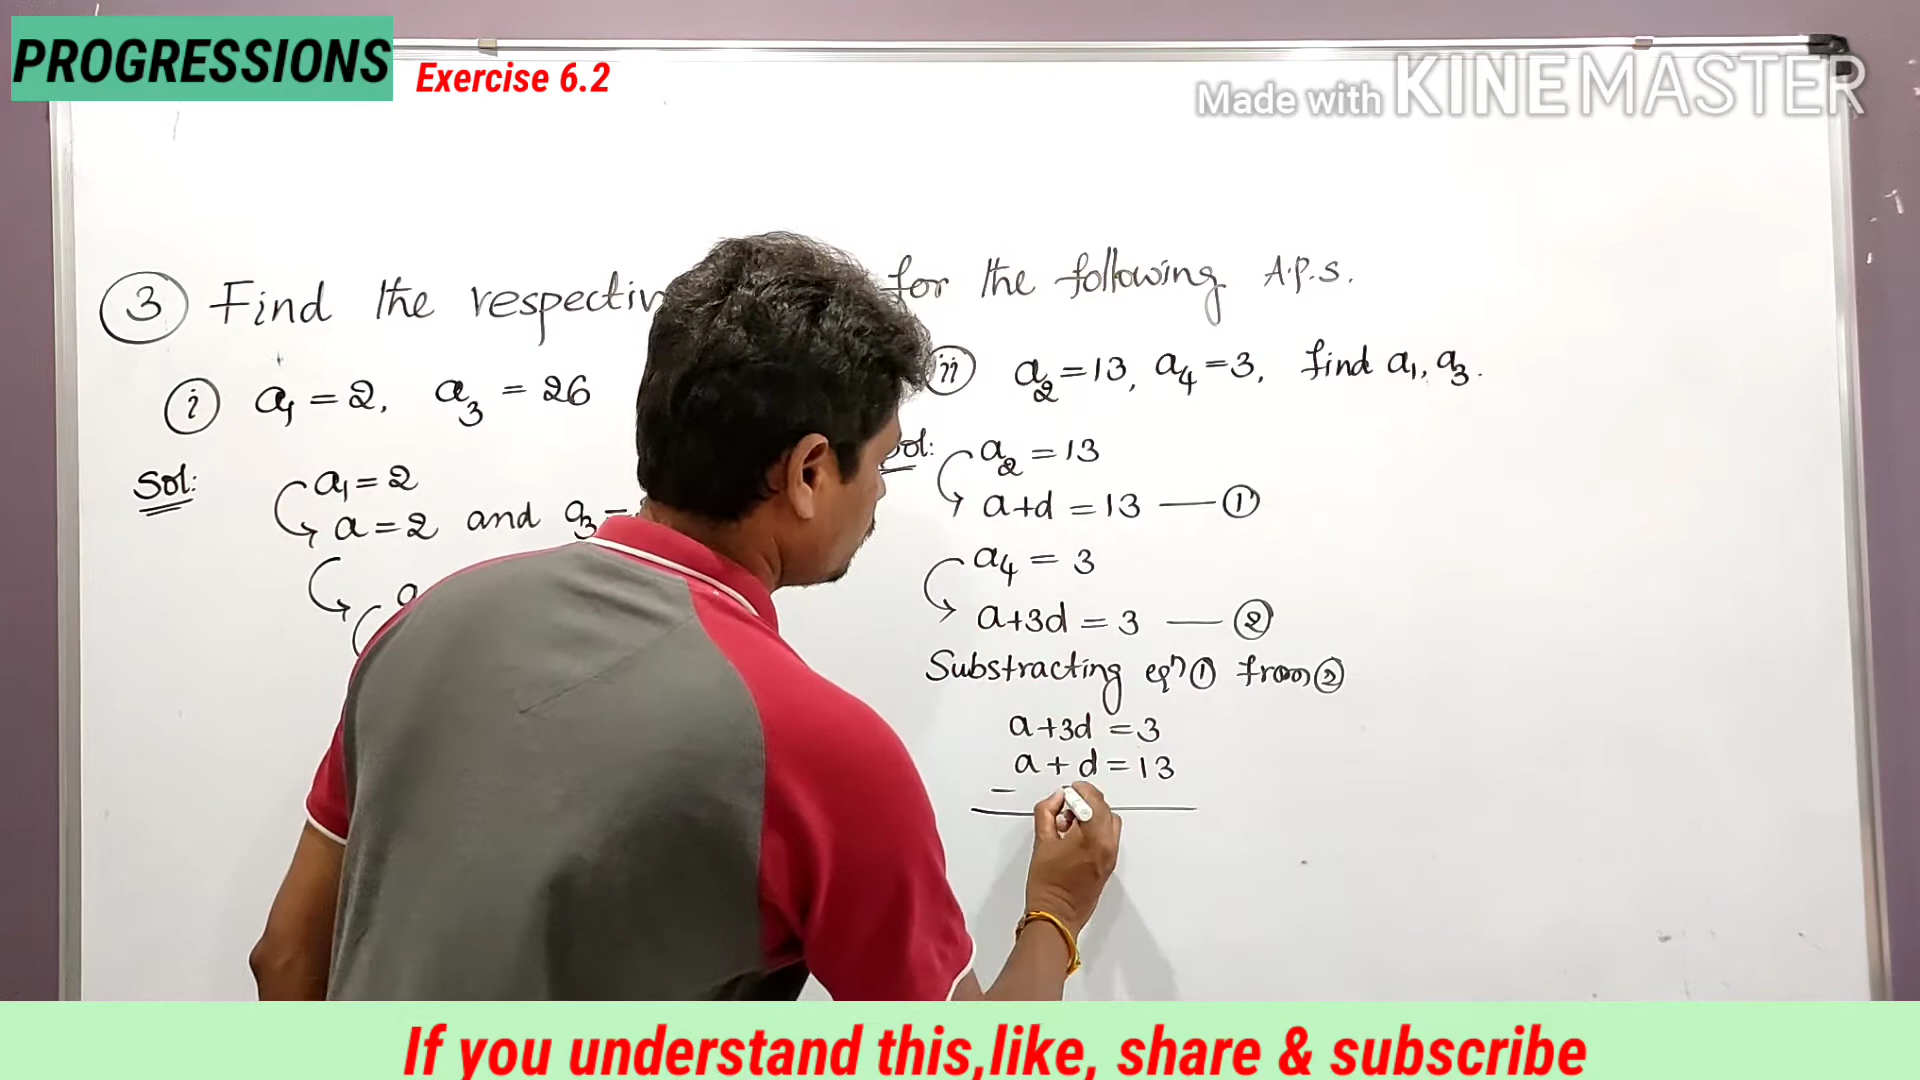 PROGRESSIONS
Exercise 6.2
Made with KINEMASTER
3 Find the for the following A.P.s.
i a₁ = 2, a₃ = 26
Sol:
a₁ = 2
a = 2 and a₃ =
ii a₂ = 13, a₄ = 3, find a₁, a₃.
Sol:
a₂ = 13
a+d = 13 — 1
a₄ = 3
a+3d = 3 — 2
Substracting eqⁿ 1 from 2
a+3d = 3
a + d = 13
−
If you understand this,like, share & subscribe